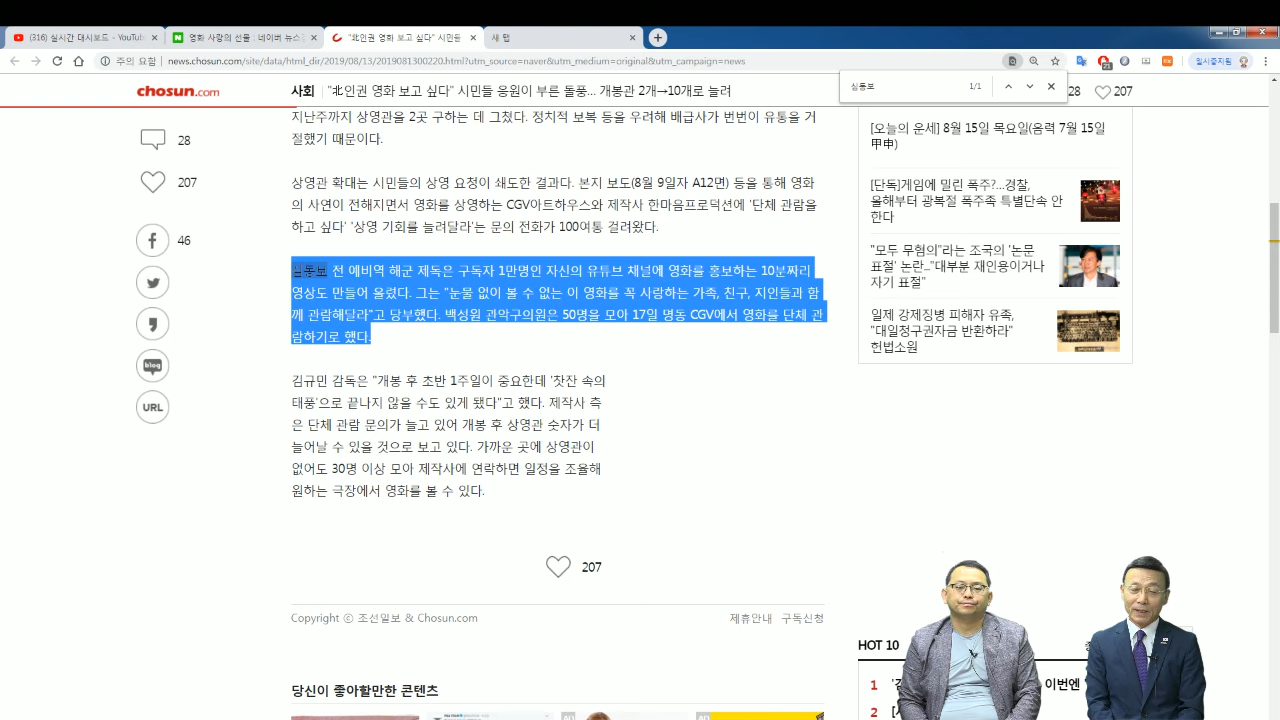 (316) 실시간 대시보드 - YouTube
영화 사랑의 선물 : 네이버 뉴스
"北인권 영화 보고 싶다" 시민들
새 탭
주의 요함
news.chosun.com/site/data/html_dir/2019/08/13/2019081300220.html?utm_source=naver&utm_medium=original&utm_campaign=news
21
일시중지됨
chosun.com
사회
"北인권 영화 보고 싶다" 시민들 응원이 부른 돌풍... 개봉관 2개→10개로 늘려
심동보
1/1
28
207
28
207
46
blog
URL
지난주까지 상영관을 2곳 구하는 데 그쳤다. 정치적 보복 등을 우려해 배급사가 번번이 유통을 거
절했기 때문이다.
상영관 확대는 시민들의 상영 요청이 쇄도한 결과다. 본지 보도(8월 9일자 A12면) 등을 통해 영화
의 사연이 전해지면서 영화를 상영하는 CGV아트하우스와 제작사 한마음프로덕션에 '단체 관람을
하고 싶다' '상영 기회를 늘려달라'는 문의 전화가 100여통 걸려왔다.
심동보 전 예비역 해군 제독은 구독자 1만명인 자신의 유튜브 채널에 영화를 홍보하는 10분짜리
영상도 만들어 올렸다. 그는 "눈물 없이 볼 수 없는 이 영화를 꼭 사랑하는 가족, 친구, 지인들과 함
께 관람해달라"고 당부했다. 백성원 관악구의원은 50명을 모아 17일 명동 CGV에서 영화를 단체 관
람하기로 했다.
김규민 감독은 "개봉 후 초반 1주일이 중요한데 '찻잔 속의
태풍'으로 끝나지 않을 수도 있게 됐다"고 했다. 제작사 측
은 단체 관람 문의가 늘고 있어 개봉 후 상영관 숫자가 더
늘어날 수 있을 것으로 보고 있다. 가까운 곳에 상영관이
없어도 30명 이상 모아 제작사에 연락하면 일정을 조율해
원하는 극장에서 영화를 볼 수 있다.
207
Copyright ⓒ 조선일보 & Chosun.com
제휴안내 구독신청
당신이 좋아할만한 콘텐츠
[오늘의 운세] 8월 15일 목요일(음력 7월 15일
甲申)
[단독]게임에 밀린 폭주?...경찰,
올해부터 광복절 폭주족 특별단속 안
한다
"모두 무혐의"라는 조국의 '논문
표절' 논란..."대부분 재인용이거나
자기 표절"
일제 강제징병 피해자 유족,
"대일청구권자금 반환하라"
헌법소원
HOT 10
1
이번엔
2